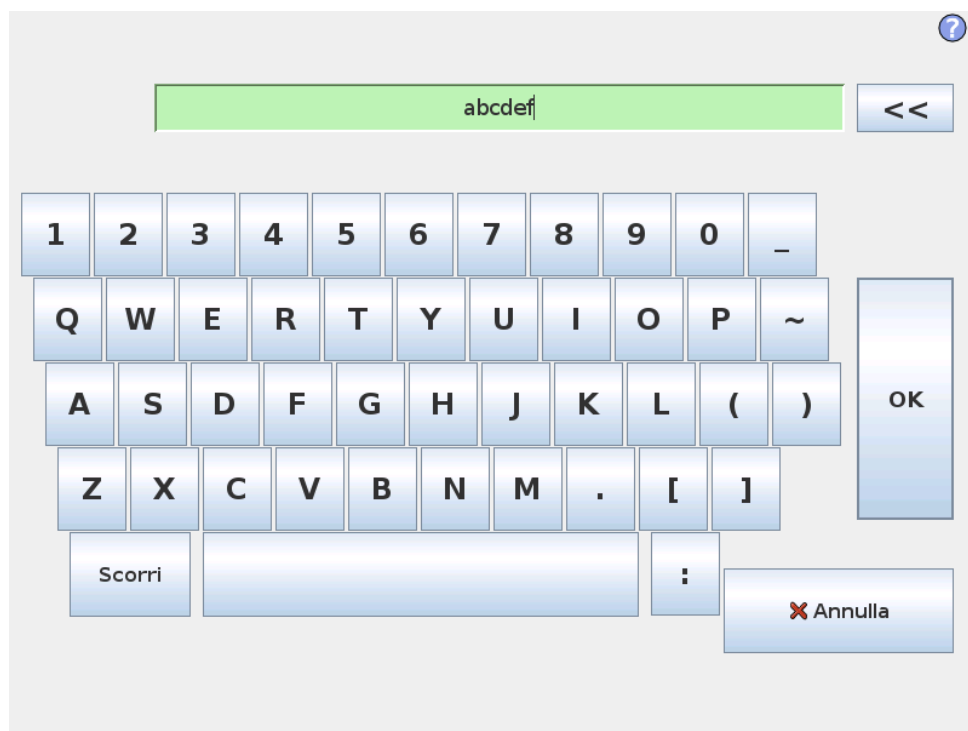 ?
abcdef
<<
1 2 3 4 5 6 7 8 9 0 _
Q W E R T Y U I O P ~
A S D F G H J K L ( )
OK
Z X C V B N M . [ ]
Scorri :
Annulla